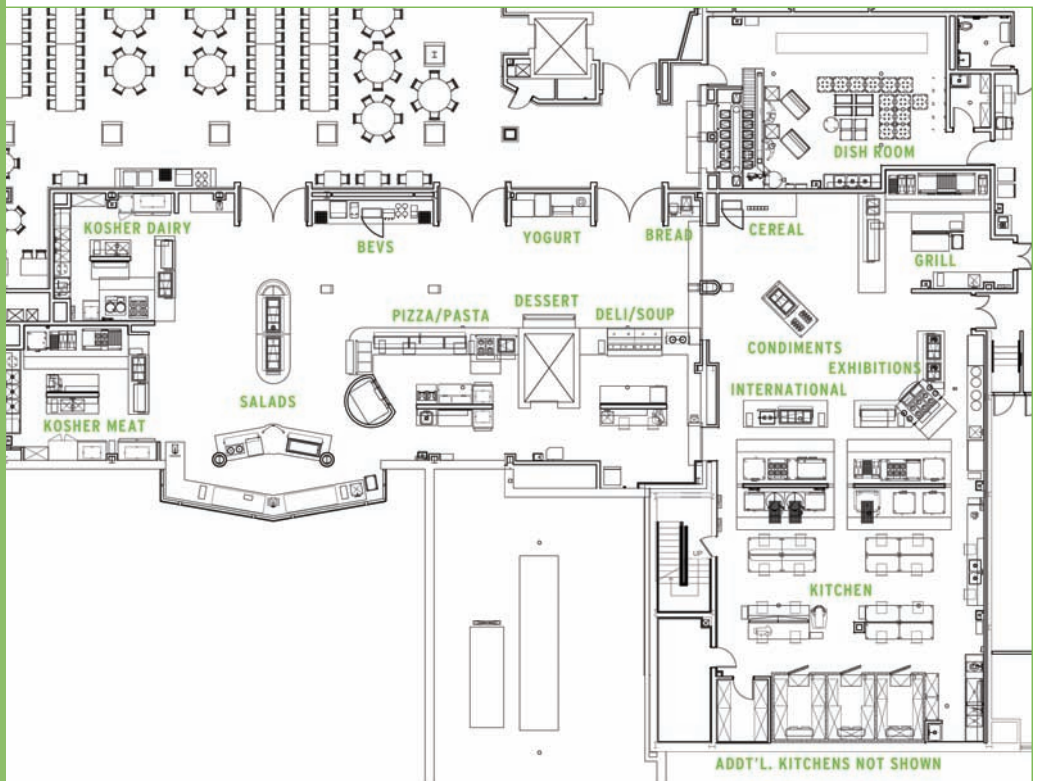 DISH ROOM
KOSHER DAIRY
BEVS
YOGURT
BREAD
CEREAL
GRILL
PIZZA/PASTA
DESSERT
DELI/SOUP
CONDIMENTS
EXHIBITIONS
INTERNATIONAL
SALADS
KOSHER MEAT
UP
KITCHEN
ADDT'L. KITCHENS NOT SHOWN